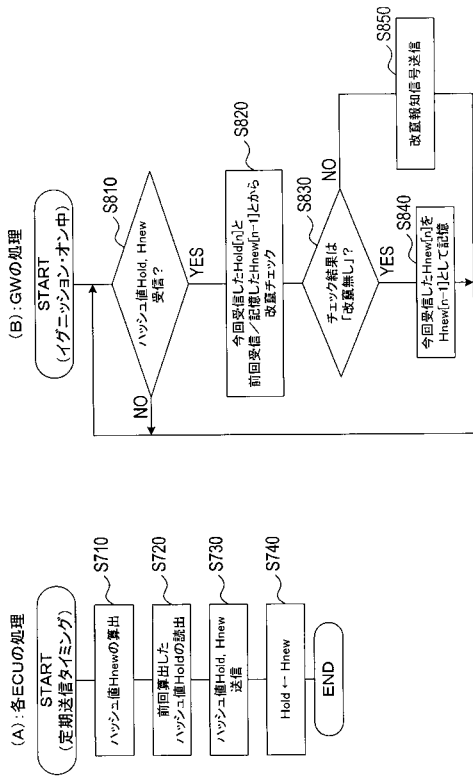 (A):各ECUの処理
START
(定期送信タイミング)
S710
ハッシュ値Hnewの算出
S720
前回算出した
ハッシュ値Holdの読出
S730
ハッシュ値Hold, Hnew
送信
S740
Hold ← Hnew
END
(B):GWの処理
START
(イグニッション・オン中)
S810
ハッシュ値Hold, Hnew
受信?
NO
YES
S820
今回受信したHold[n]と
前回受信/記憶したHnew[n-1]とから
改竄チェック
S830
チェック結果は
「改竄無し」?
NO
YES
S840
今回受信したHnew[n]を
Hnew[n-1]として記憶
S850
改竄報知信号送信